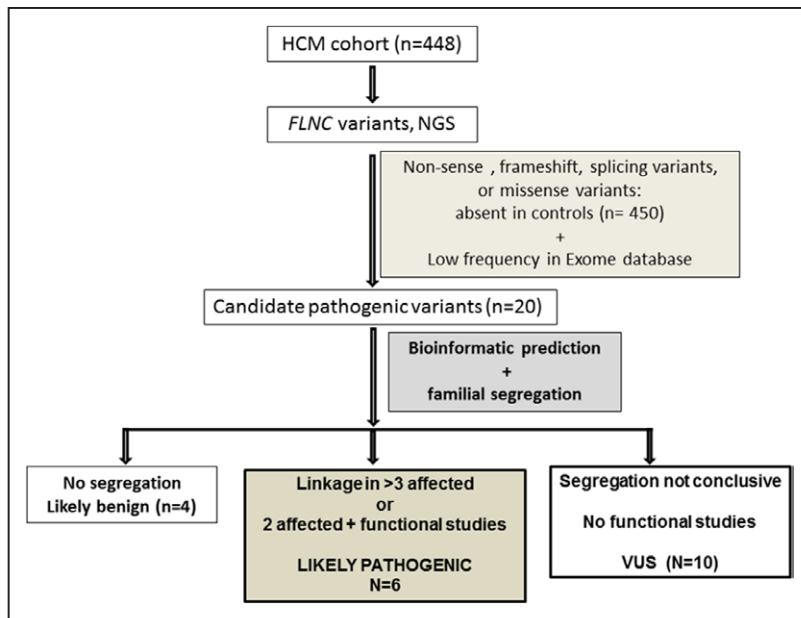 HCM cohort (n=448)
FLNC variants, NGS
Non-sense , frameshift, splicing variants,
or missense variants:
absent in controls (n= 450)
+
Low frequency in Exome database
Candidate pathogenic variants (n=20)
Bioinformatic prediction
+
familial segregation
No segregation
Likely benign (n=4)
Linkage in >3 affected
or
2 affected + functional studies
LIKELY PATHOGENIC
N=6
Segregation not conclusive
No functional studies
VUS (N=10)